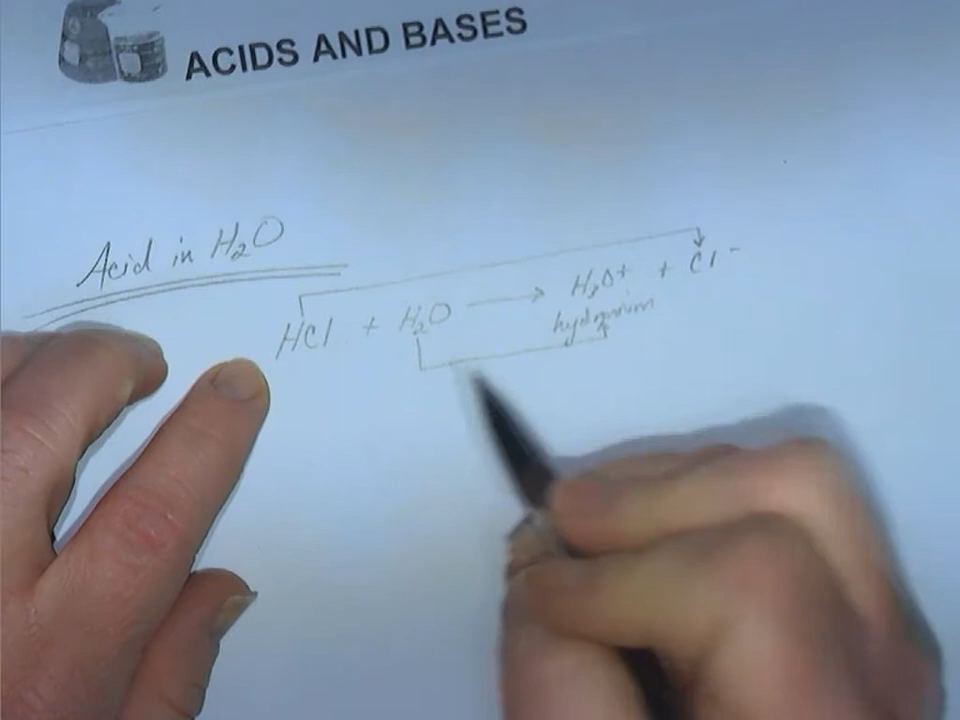 ACIDS AND BASES
Acid in H₂O
HCl + H₂O → H₃O⁺ + Cl⁻
hydronium